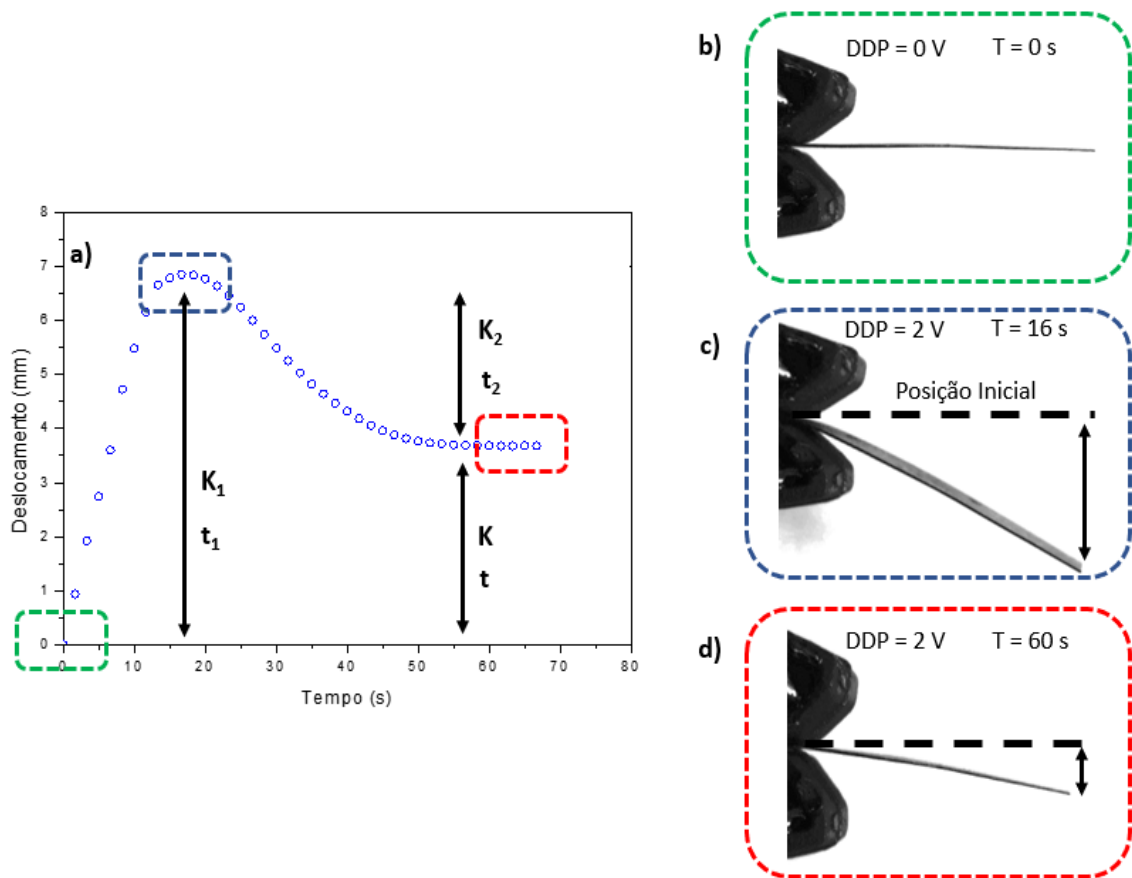 a)
Deslocamento (mm)
8
7
6
5
4
3
2
1
0
0 10 20 30 40 50 60 70 80
Tempo (s)
K1
t1
K2
t2
K
t
b)
DDP = 0 V T = 0 s
c)
DDP = 2 V T = 16 s
Posição Inicial
d)
DDP = 2 V T = 60 s